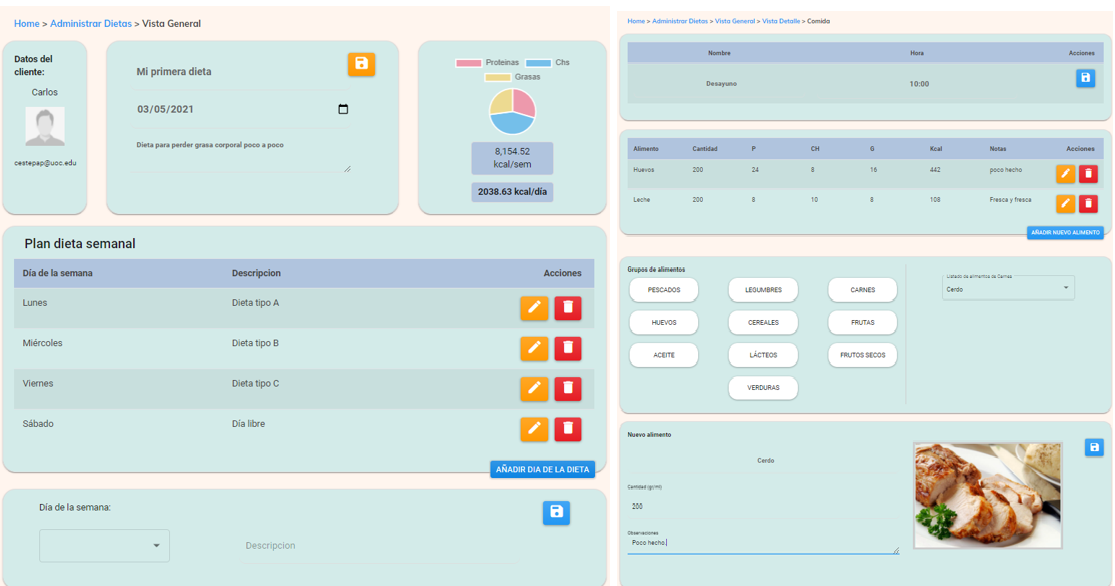 Home > Administrar Dietas > Vista General
Datos del
cliente:
Carlos
cestepap@uoc.edu
Mi primera dieta
03/05/2021
Dieta para perder grasa corporal poco a poco
Proteinas Chs
Grasas
8,154.52
kcal/sem
2038.63 kcal/día
Plan dieta semanal
Día de la semana Descripcion Acciones
Lunes Dieta tipo A
Miércoles Dieta tipo B
Viernes Dieta tipo C
Sábado Día libre
AÑADIR DIA DE LA DIETA
Día de la semana:
Descripcion
Home > Administrar Dietas > Vista General > Vista Detalle > Comida
Nombre Hora Acciones
Desayuno 10:00
Alimento Cantidad P CH G Kcal Notas Acciones
Huevos 200 24 8 16 442 poco hecho
Leche 200 8 10 8 108 Fresca y fresca
AÑADIR NUEVO ALIMENTO
Grupos de alimentos
PESCADOS LEGUMBRES CARNES
HUEVOS CEREALES FRUTAS
ACEITE LÁCTEOS FRUTOS SECOS
VERDURAS
Listado de alimentos de Carnes
Cerdo
Nuevo alimento
Cerdo
Cantidad (gr/ml)
200
Observaciones
Poco hecho